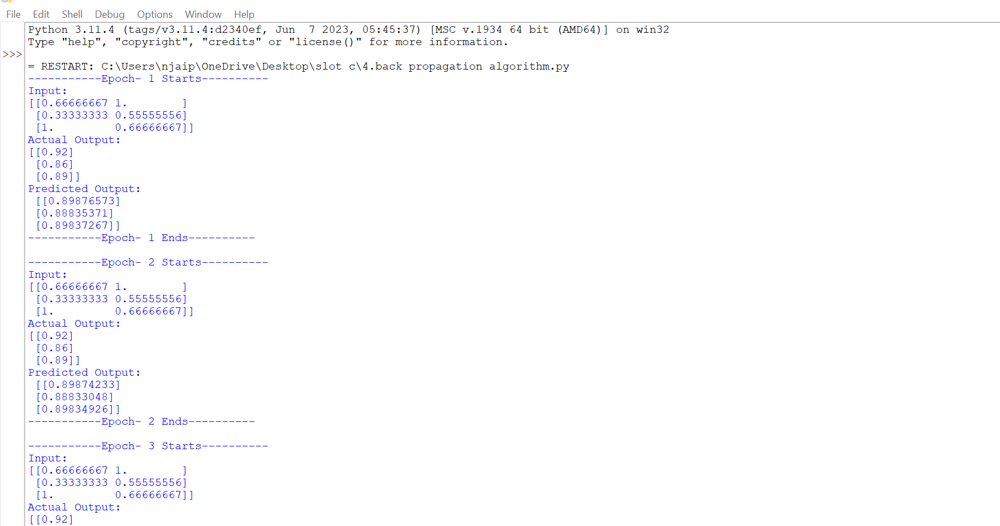 File Edit Shell Debug Options Window Help
Python 3.11.4 (tags/v3.11.4:d2340ef, Jun  7 2023, 05:45:37) [MSC v.1934 64 bit (AMD64)] on win32
Type "help", "copyright", "credits" or "license()" for more information.
>>>
= RESTART: C:\Users\njaip\OneDrive\Desktop\slot c\4.back propagation algorithm.py
-----------Epoch- 1 Starts----------
Input:
[[0.66666667 1.        ]
 [0.33333333 0.55555556]
 [1.         0.66666667]]
Actual Output:
[[0.92]
 [0.86]
 [0.89]]
Predicted Output:
 [[0.89876573]
 [0.88835371]
 [0.89837267]]
-----------Epoch- 1 Ends----------

-----------Epoch- 2 Starts----------
Input:
[[0.66666667 1.        ]
 [0.33333333 0.55555556]
 [1.         0.66666667]]
Actual Output:
[[0.92]
 [0.86]
 [0.89]]
Predicted Output:
 [[0.89874233]
 [0.88833048]
 [0.89834926]]
-----------Epoch- 2 Ends----------

-----------Epoch- 3 Starts----------
Input:
[[0.66666667 1.        ]
 [0.33333333 0.55555556]
 [1.         0.66666667]]
Actual Output:
[[0.92]